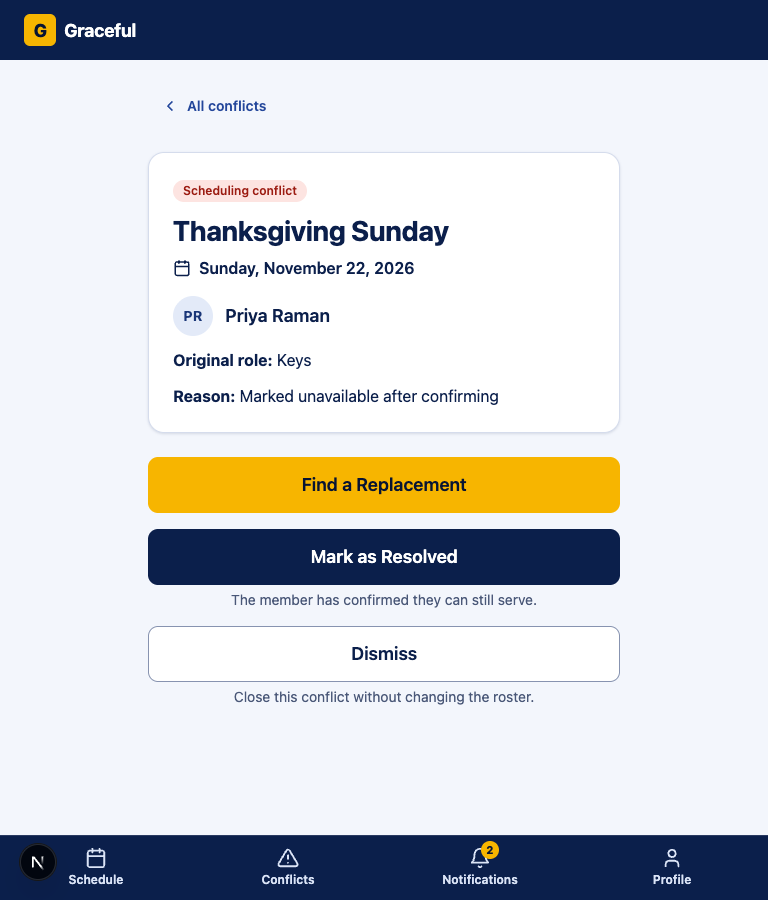 G Graceful
All conflicts
Scheduling conflict
Thanksgiving Sunday
Sunday, November 22, 2026
PR Priya Raman
Original role: Keys
Reason: Marked unavailable after confirming
Find a Replacement
Mark as Resolved
The member has confirmed they can still serve.
Dismiss
Close this conflict without changing the roster.
N
2
Schedule Conflicts Notifications Profile